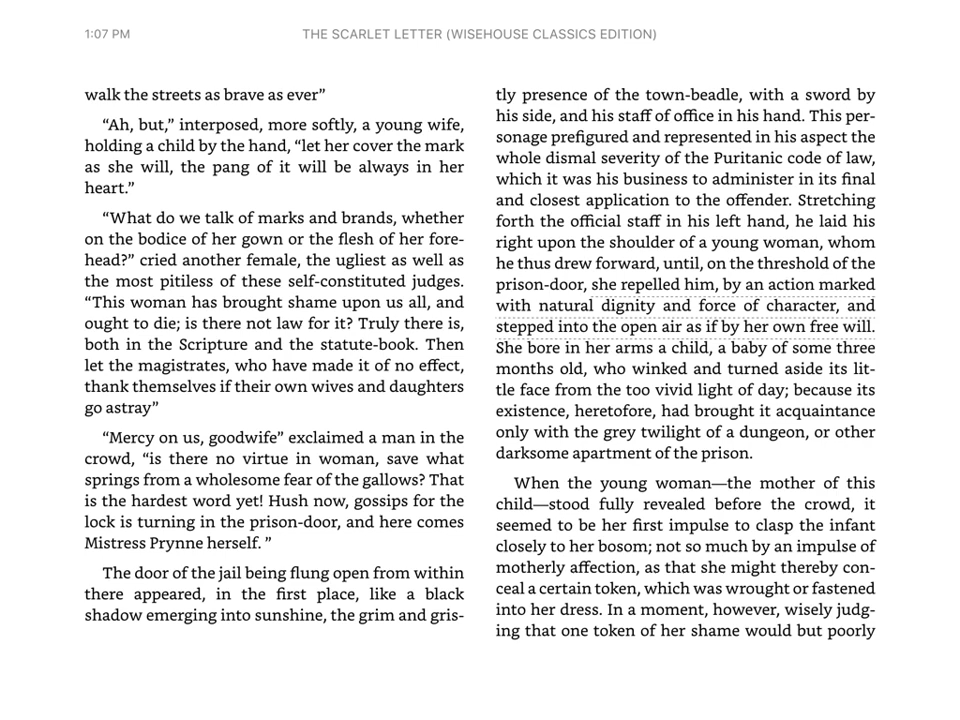 1:07 PM
THE SCARLET LETTER (WISEHOUSE CLASSICS EDITION)
walk the streets as brave as ever”
“Ah, but,” interposed, more softly, a young wife,
holding a child by the hand, “let her cover the mark
as she will, the pang of it will be always in her
heart.”
“What do we talk of marks and brands, whether
on the bodice of her gown or the flesh of her fore-
head?” cried another female, the ugliest as well as
the most pitiless of these self-constituted judges.
“This woman has brought shame upon us all, and
ought to die; is there not law for it? Truly there is,
both in the Scripture and the statute-book. Then
let the magistrates, who have made it of no effect,
thank themselves if their own wives and daughters
go astray”
“Mercy on us, goodwife” exclaimed a man in the
crowd, “is there no virtue in woman, save what
springs from a wholesome fear of the gallows? That
is the hardest word yet! Hush now, gossips for the
lock is turning in the prison-door, and here comes
Mistress Prynne herself. ”
The door of the jail being flung open from within
there appeared, in the first place, like a black
shadow emerging into sunshine, the grim and gris-
tly presence of the town-beadle, with a sword by
his side, and his staff of office in his hand. This per-
sonage prefigured and represented in his aspect the
whole dismal severity of the Puritanic code of law,
which it was his business to administer in its final
and closest application to the offender. Stretching
forth the official staff in his left hand, he laid his
right upon the shoulder of a young woman, whom
he thus drew forward, until, on the threshold of the
prison-door, she repelled him, by an action marked
with natural dignity and force of character, and
stepped into the open air as if by her own free will.
She bore in her arms a child, a baby of some three
months old, who winked and turned aside its lit-
tle face from the too vivid light of day; because its
existence, heretofore, had brought it acquaintance
only with the grey twilight of a dungeon, or other
darksome apartment of the prison.
When the young woman—the mother of this
child—stood fully revealed before the crowd, it
seemed to be her first impulse to clasp the infant
closely to her bosom; not so much by an impulse of
motherly affection, as that she might thereby con-
ceal a certain token, which was wrought or fastened
into her dress. In a moment, however, wisely judg-
ing that one token of her shame would but poorly